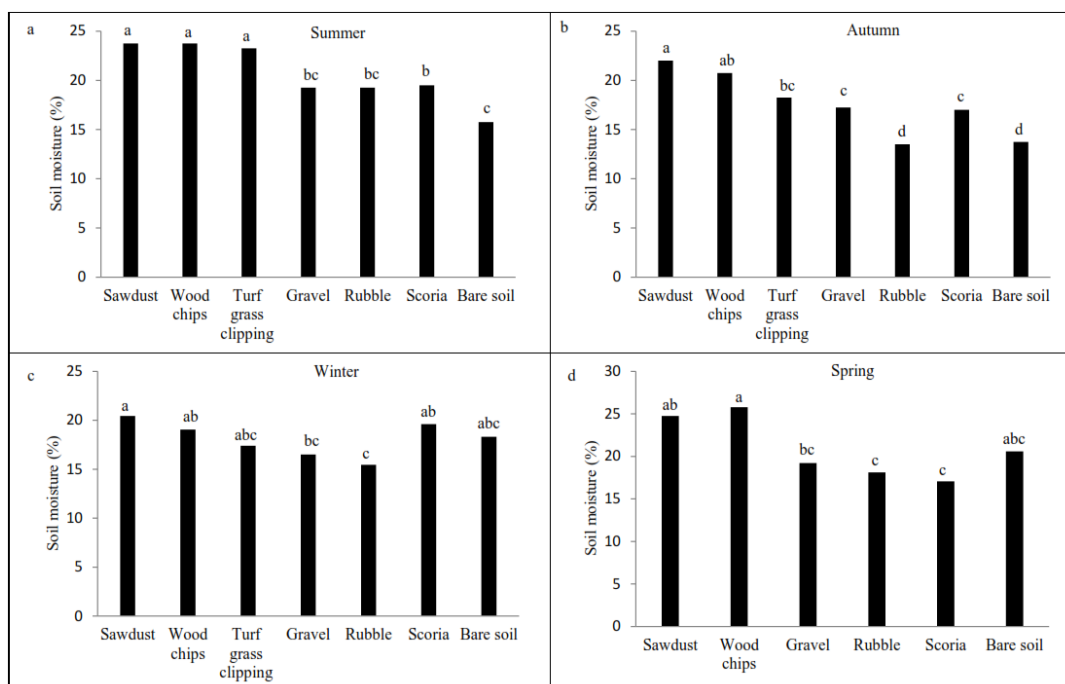 a
Summer
Soil moisture (%)
25
20
15
10
5
0
a
a
a
bc
bc
b
c
Sawdust
Wood
chips
Turf
grass
clipping
Gravel
Rubble
Scoria
Bare soil
b
Autumn
Soil moisture (%)
25
20
15
10
5
0
a
ab
bc
c
d
c
d
Sawdust
Wood
chips
Turf
grass
clipping
Gravel
Rubble
Scoria
Bare soil
c
Winter
Soil moisture (%)
25
20
15
10
5
0
a
ab
abc
bc
c
ab
abc
Sawdust
Wood
chips
Turf
grass
clipping
Gravel
Rubble
Scoria
Bare soil
d
Spring
Soil moisture (%)
30
25
20
15
10
5
0
ab
a
bc
c
c
abc
Sawdust
Wood
chips
Gravel
Rubble
Scoria
Bare soil